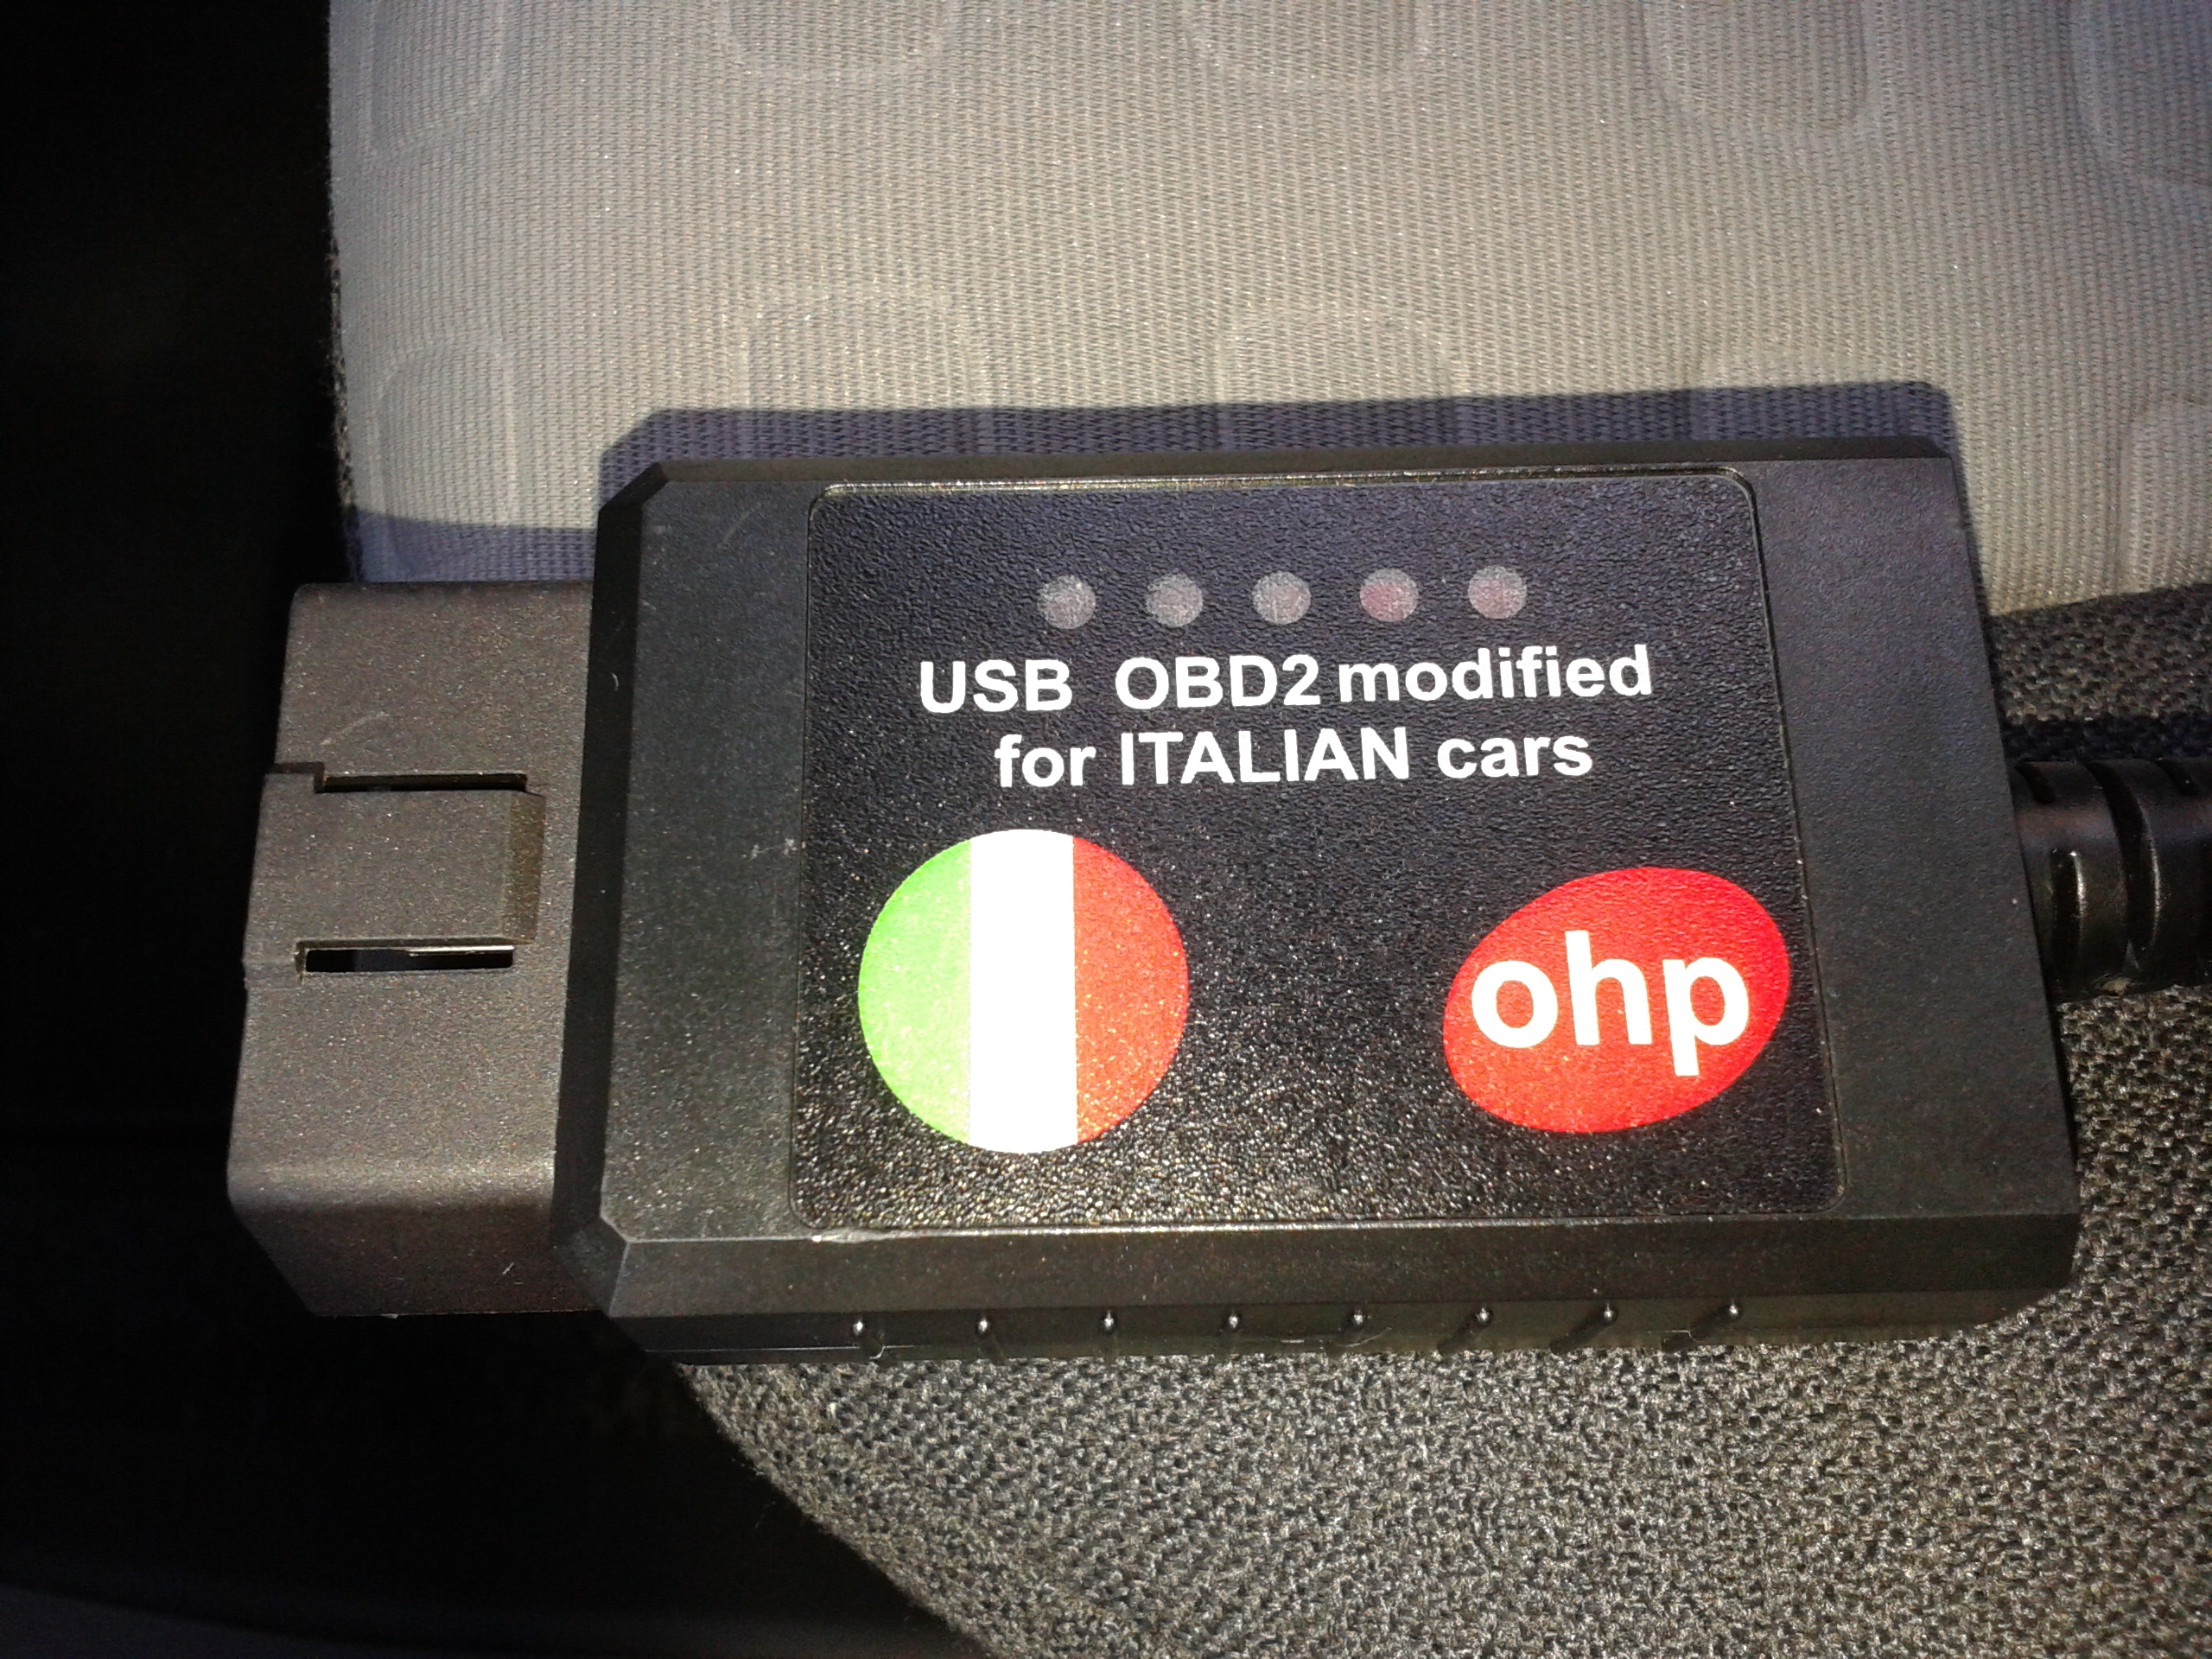 USB OBD2 modified
for ITALIAN cars
ohp